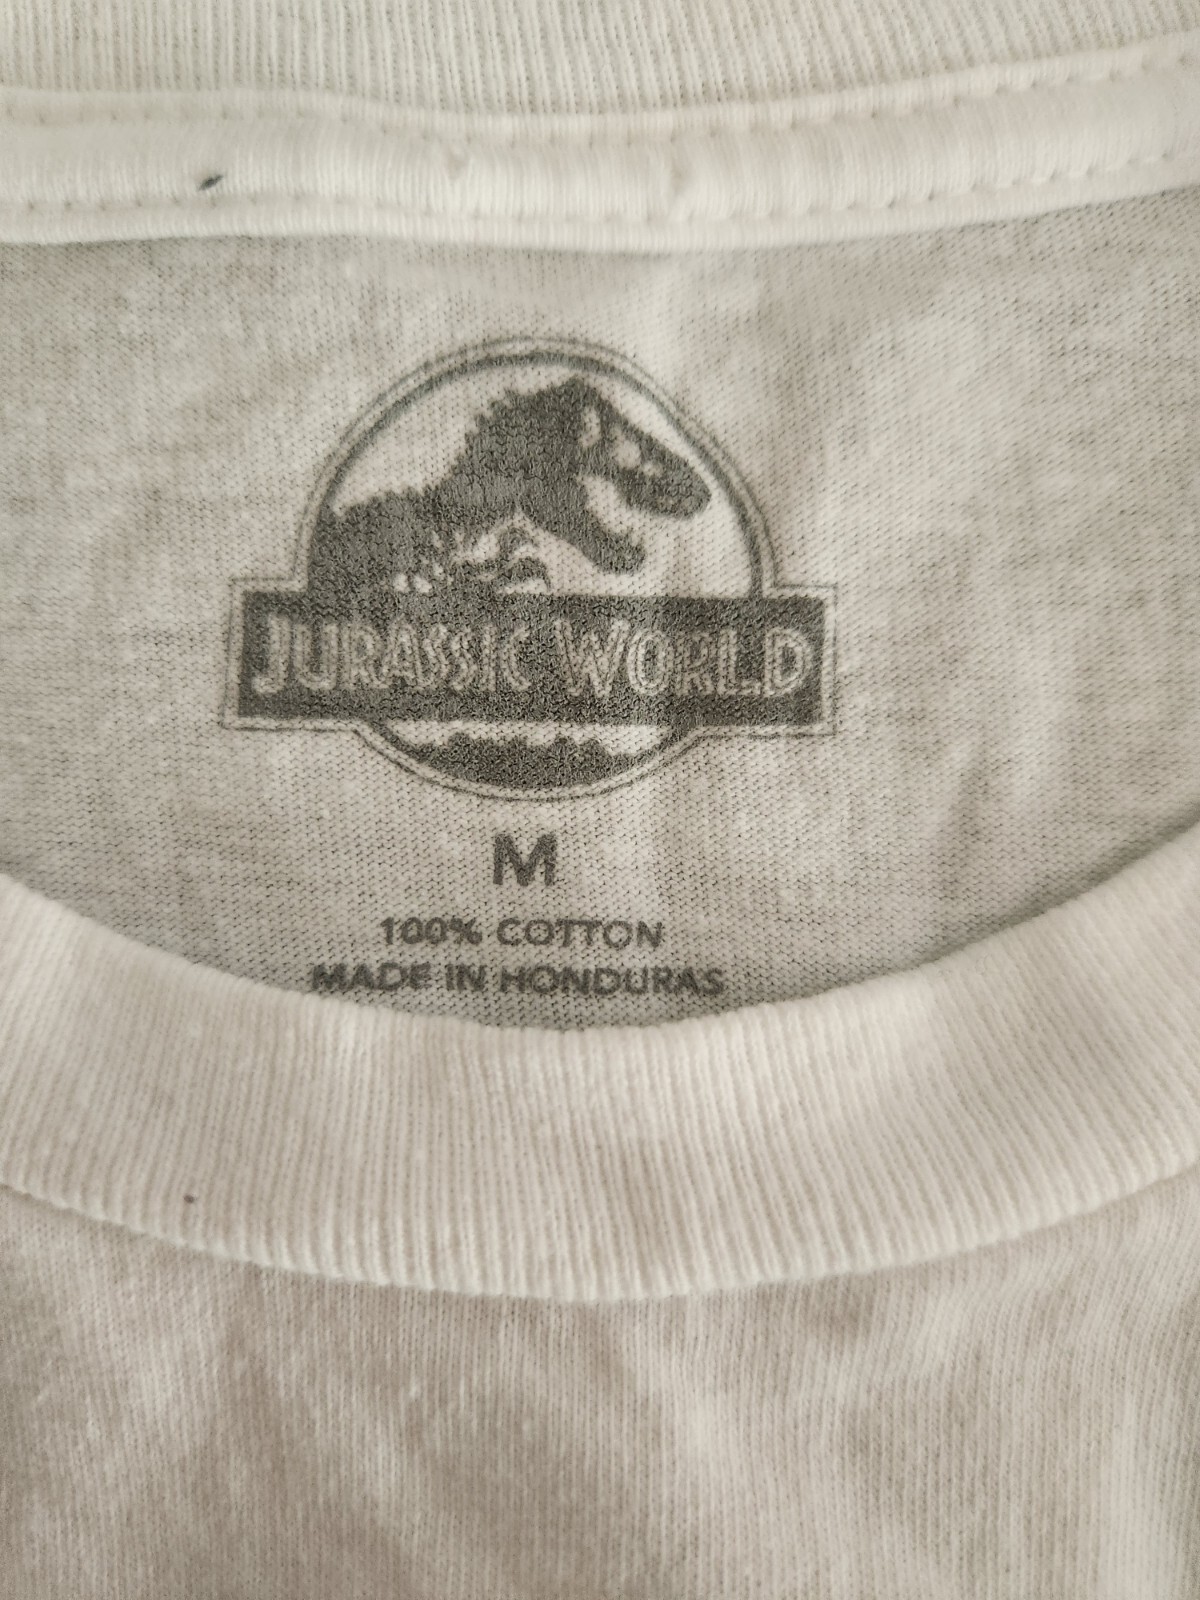 JURASSIC WORLD
M
100% COTTON
MADE IN HONDURAS